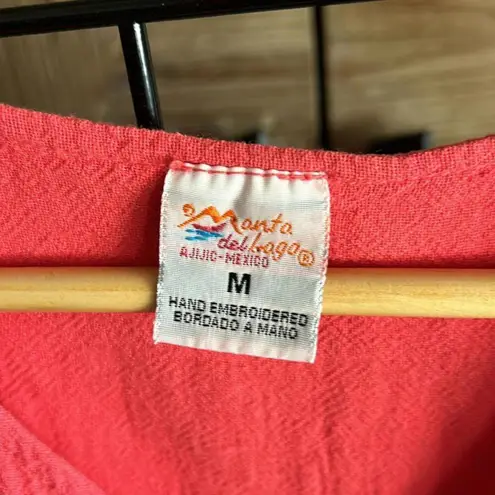 Manta
del Lago®
AJIJIC-MEXICO
M
HAND EMBROIDERED
BORDADO A MANO